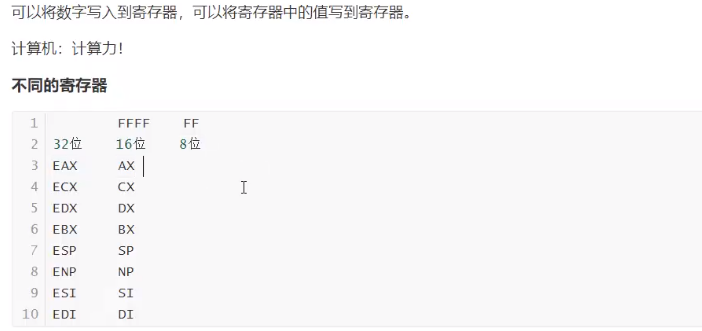 可以将数字写入到寄存器，可以将寄存器中的值写到寄存器。
计算机：计算力！
不同的寄存器
1 FFFF FF
2 32位 16位 8位
3 EAX AX
4 ECX CX
5 EDX DX
6 EBX BX
7 ESP SP
8 ENP NP
9 ESI SI
10 EDI DI